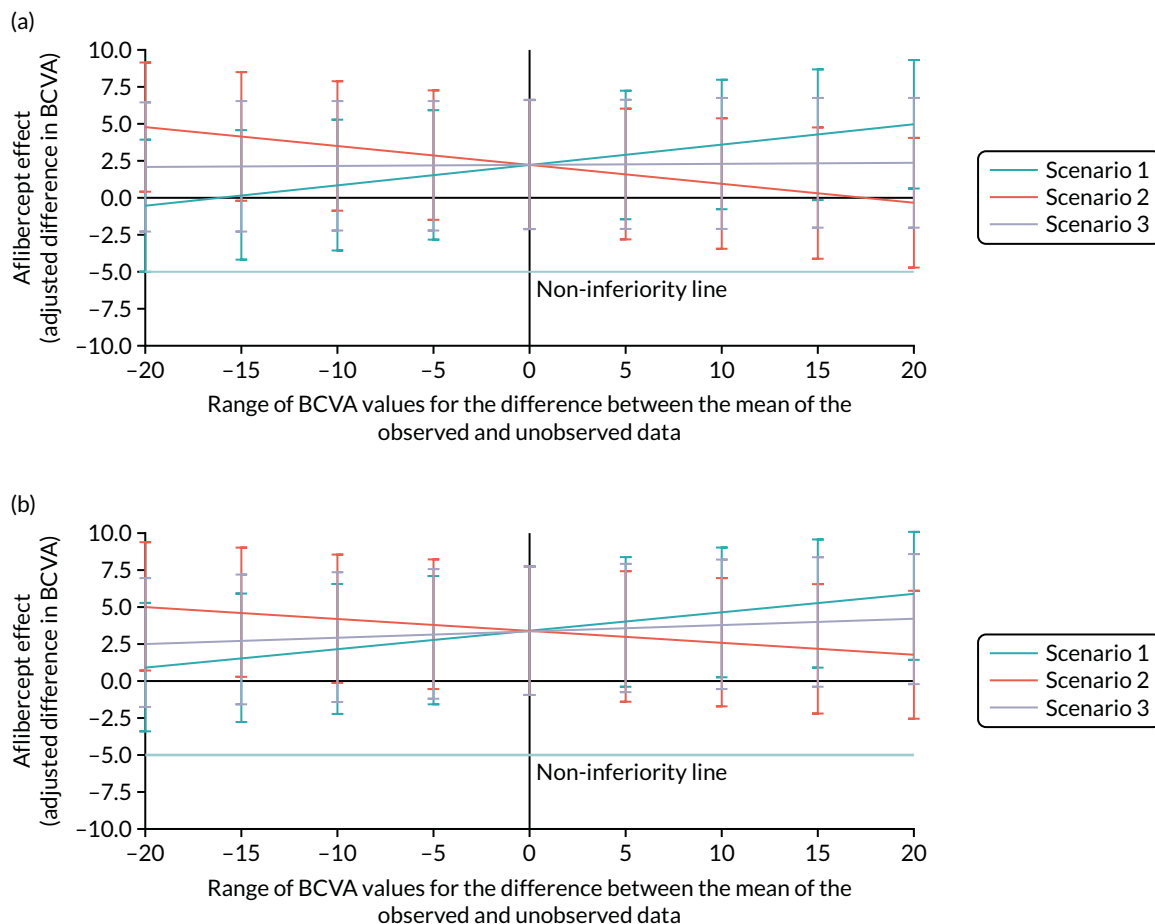 (a)
Aflibercept effect
(adjusted difference in BCVA)
10.0
7.5
5.0
2.5
0.0
–2.5
–5.0
–7.5
–10.0
Non-inferiority line
–20
–15
–10
–5
0
5
10
15
20
Range of BCVA values for the difference between the mean of the
observed and unobserved data
Scenario 1
Scenario 2
Scenario 3
(b)
Aflibercept effect
(adjusted difference in BCVA)
10.0
7.5
5.0
2.5
0.0
–2.5
–5.0
–7.5
–10.0
Non-inferiority line
–20
–15
–10
–5
0
5
10
15
20
Range of BCVA values for the difference between the mean of the
observed and unobserved data
Scenario 1
Scenario 2
Scenario 3